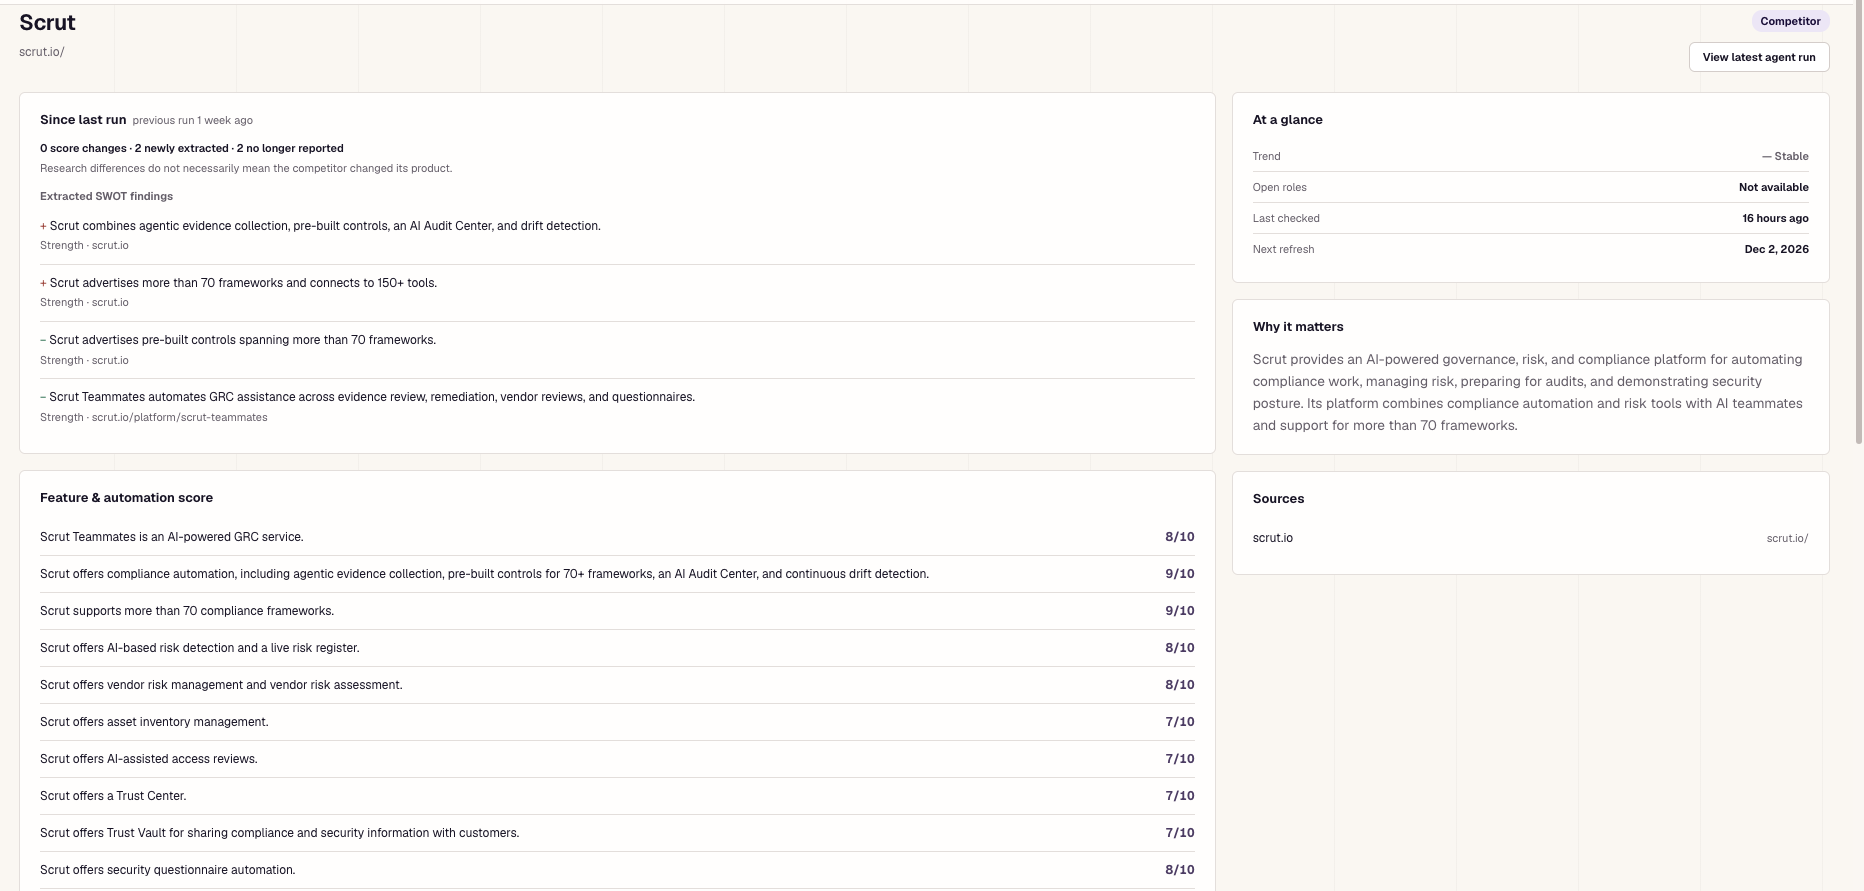 Scrut
scrut.io/
Competitor
View latest agent run
Since last run previous run 1 week ago
0 score changes · 2 newly extracted · 2 no longer reported
Research differences do not necessarily mean the competitor changed its product.
Extracted SWOT findings
+ Scrut combines agentic evidence collection, pre-built controls, an AI Audit Center, and drift detection.
Strength · scrut.io
+ Scrut advertises more than 70 frameworks and connects to 150+ tools.
Strength · scrut.io
− Scrut advertises pre-built controls spanning more than 70 frameworks.
Strength · scrut.io
− Scrut Teammates automates GRC assistance across evidence review, remediation, vendor reviews, and questionnaires.
Strength · scrut.io/platform/scrut-teammates
Feature & automation score
Scrut Teammates is an AI-powered GRC service. 8/10
Scrut offers compliance automation, including agentic evidence collection, pre-built controls for 70+ frameworks, an AI Audit Center, and continuous drift detection. 9/10
Scrut supports more than 70 compliance frameworks. 9/10
Scrut offers AI-based risk detection and a live risk register. 8/10
Scrut offers vendor risk management and vendor risk assessment. 8/10
Scrut offers asset inventory management. 7/10
Scrut offers AI-assisted access reviews. 7/10
Scrut offers a Trust Center. 7/10
Scrut offers Trust Vault for sharing compliance and security information with customers. 7/10
Scrut offers security questionnaire automation. 8/10
At a glance
Trend — Stable
Open roles Not available
Last checked 16 hours ago
Next refresh Dec 2, 2026
Why it matters
Scrut provides an AI-powered governance, risk, and compliance platform for automating
compliance work, managing risk, preparing for audits, and demonstrating security
posture. Its platform combines compliance automation and risk tools with AI teammates
and support for more than 70 frameworks.
Sources
scrut.io scrut.io/